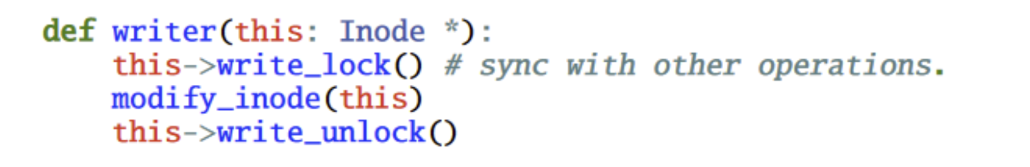 def writer(this: Inode *):
    this->write_lock() # sync with other operations.
    modify_inode(this)
    this->write_unlock()